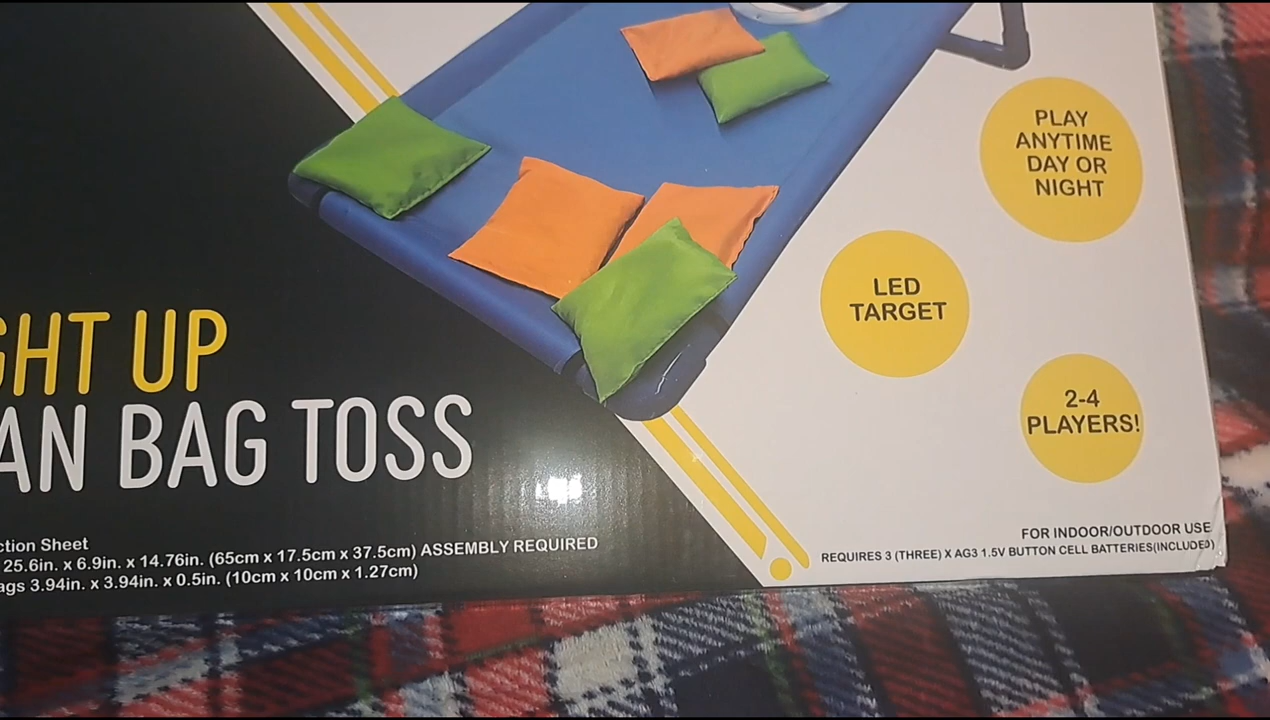 PLAY
ANYTIME
DAY OR
NIGHT
LED
TARGET
2-4
PLAYERS!
GHT UP
AN BAG TOSS
ction Sheet
25.6in. x 6.9in. x 14.76in. (65cm x 17.5cm x 37.5cm) ASSEMBLY REQUIRED
ags 3.94in. x 3.94in. x 0.5in. (10cm x 10cm x 1.27cm)
FOR INDOOR/OUTDOOR USE
REQUIRES 3 (THREE) X AG3 1.5V BUTTON CELL BATTERIES(INCLUDED)